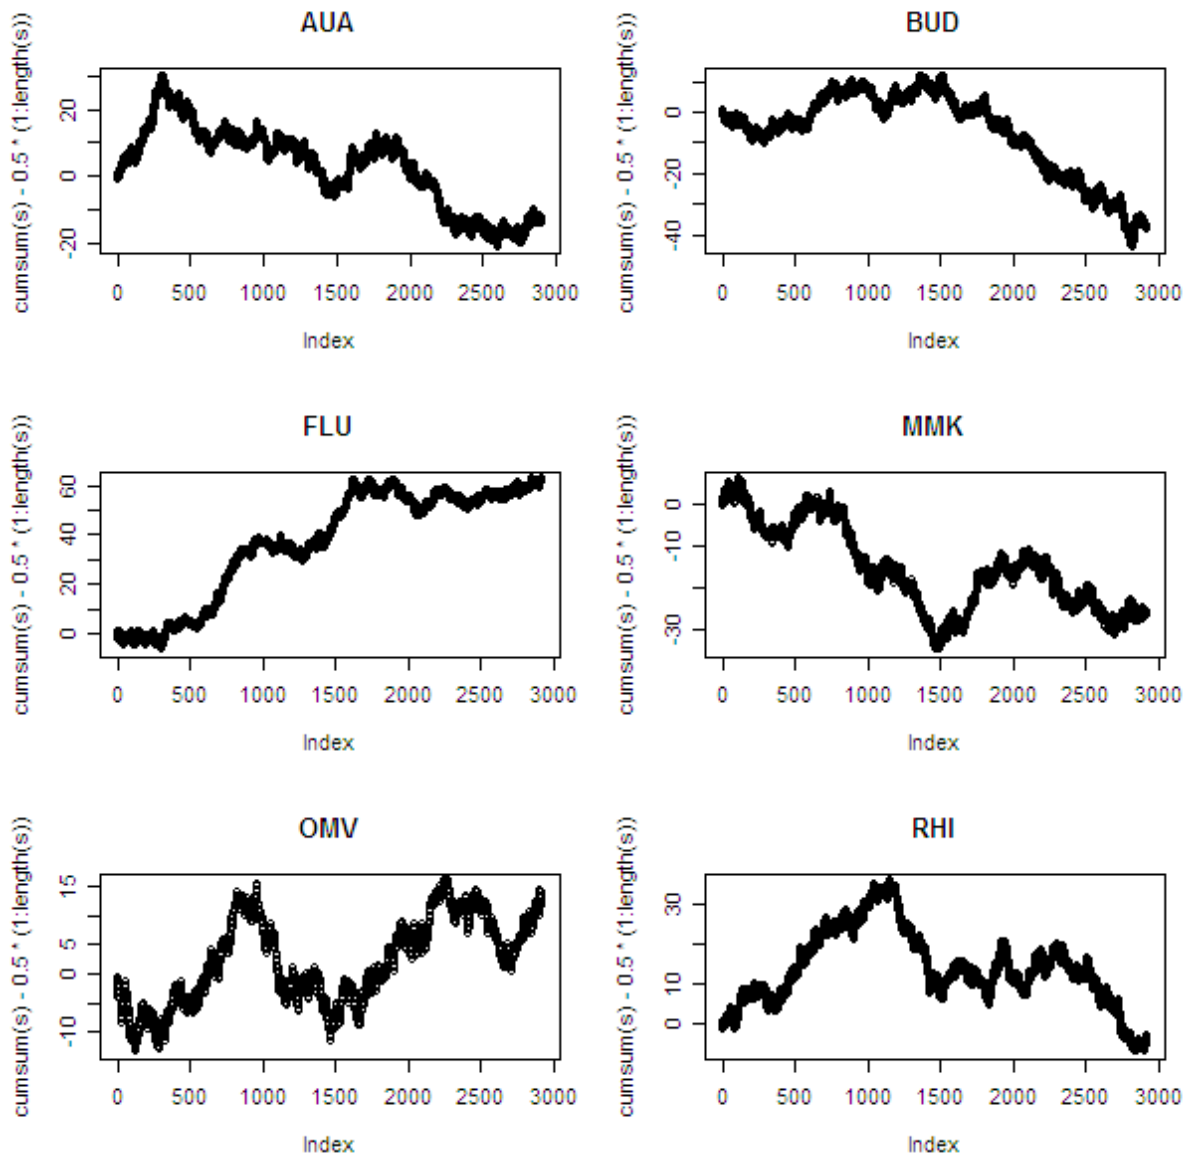 AUA
cumsum(s) - 0.5 * (1:length(s))
-20 0 20
0 500 1000 1500 2000 2500 3000
Index
BUD
cumsum(s) - 0.5 * (1:length(s))
-40 -20 0
0 500 1000 1500 2000 2500 3000
Index
FLU
cumsum(s) - 0.5 * (1:length(s))
0 20 40 60
0 500 1000 1500 2000 2500 3000
Index
MMK
cumsum(s) - 0.5 * (1:length(s))
-30 -10 0
0 500 1000 1500 2000 2500 3000
Index
OMV
cumsum(s) - 0.5 * (1:length(s))
-10 0 5 15
0 500 1000 1500 2000 2500 3000
Index
RHI
cumsum(s) - 0.5 * (1:length(s))
0 10 30
0 500 1000 1500 2000 2500 3000
Index